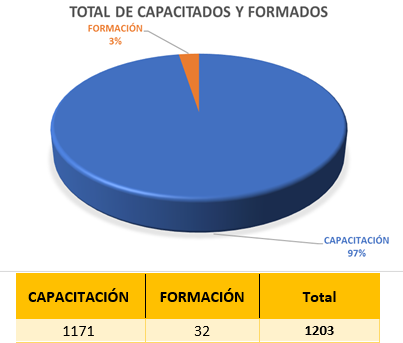 TOTAL DE CAPACITADOS Y FORMADOS
FORMACIÓN
3%
CAPACITACIÓN
97%
CAPACITACIÓN FORMACIÓN Total
1171 32 1203